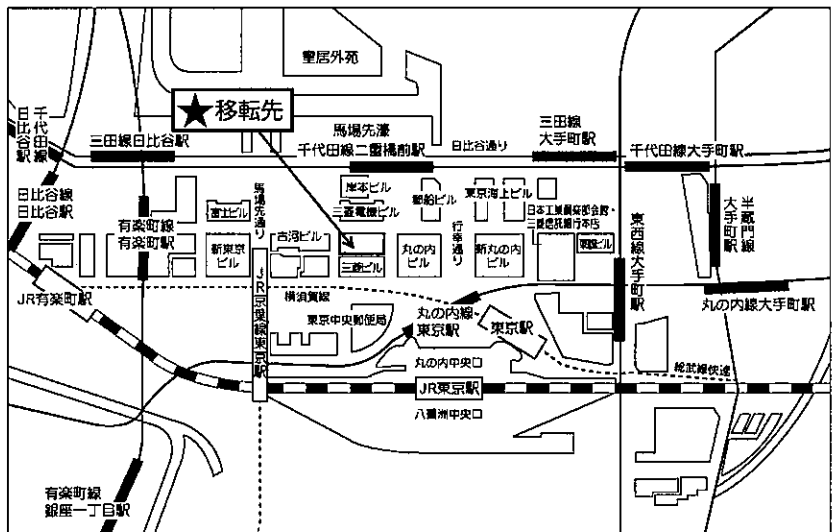 皇居外苑
★移転先
千代田線
日比谷駅
三田線日比谷駅
馬場先濠
千代田線二重橋前駅
日比谷通り
三田線
大手町駅
千代田線大手町駅
日比谷線
日比谷駅
有楽町線
有楽町駅
馬場先通り
富士ビル
岸本ビル
三菱電機ビル
郵船ビル
東京海上ビル
行幸通り
日本工業倶楽部会館・
三菱信託銀行本店
半蔵門線
大手町駅
新東京
ビル
古河ビル
三菱ビル
丸の内
ビル
新丸の内
ビル
東西線大手町駅
JR有楽町駅
JR京葉線東京駅
横須賀線
東京中央郵便局
丸の内線
東京駅
東京駅
丸の内線大手町駅
丸の内中央口
総武線快速
JR東京駅
八重洲中央口
有楽町線
銀座一丁目駅